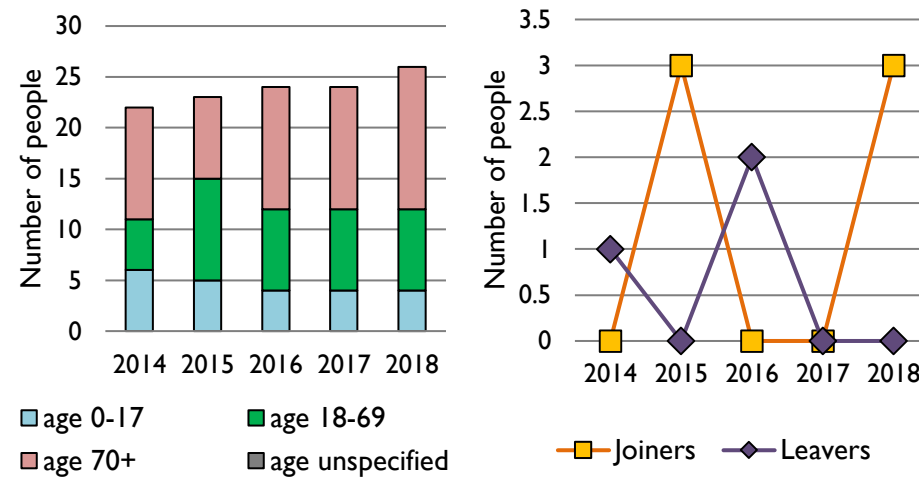 Number of people
30
25
20
15
10
5
0
2014 2015 2016 2017 2018
age 0-17 age 18-69
age 70+ age unspecified
Number of people
3.5
3
2.5
2
1.5
1
0.5
0
2014 2015 2016 2017 2018
Joiners Leavers